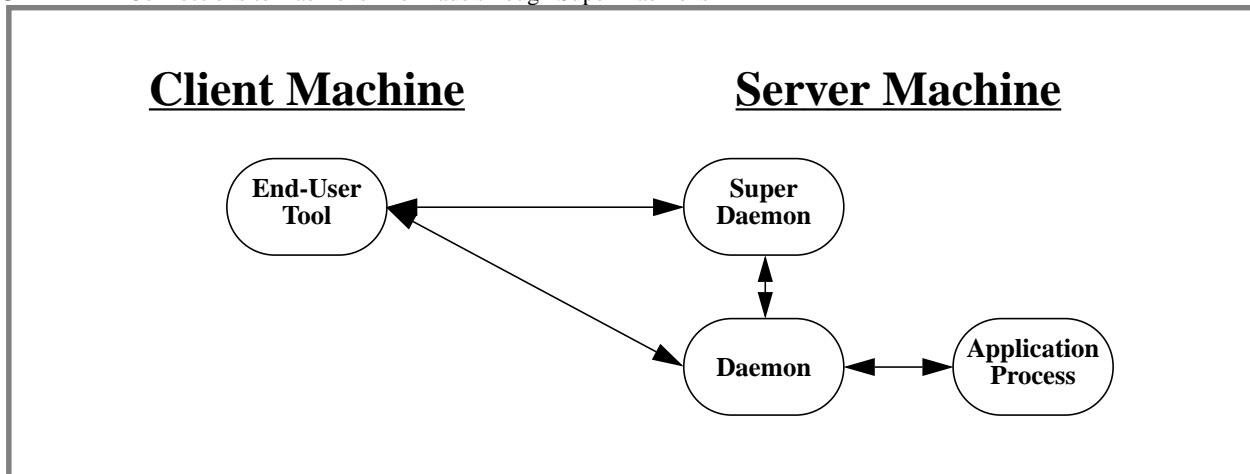 Client Machine
Server Machine
End-User
Tool
Super
Daemon
Daemon
Application
Process